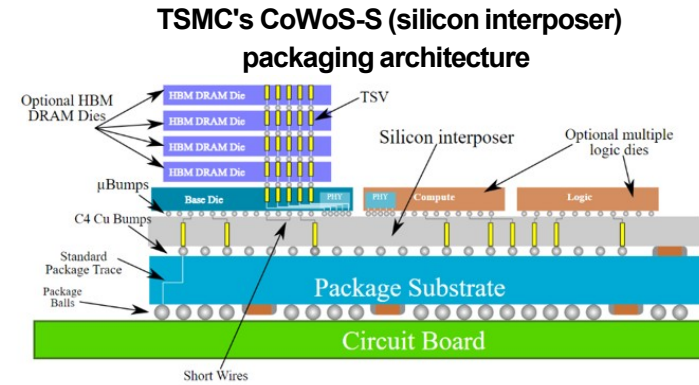 TSMC's CoWoS-S (silicon interposer)
packaging architecture
Optional HBM
DRAM Dies
HBM DRAM Die
HBM DRAM Die
HBM DRAM Die
HBM DRAM Die
TSV
Silicon interposer
Optional multiple
logic dies
µBumps
Base Die
PHY
PHY
Compute
Logic
C4 Cu Bumps
Standard
Package Trace
Package
Balls
Package Substrate
Circuit Board
Short Wires